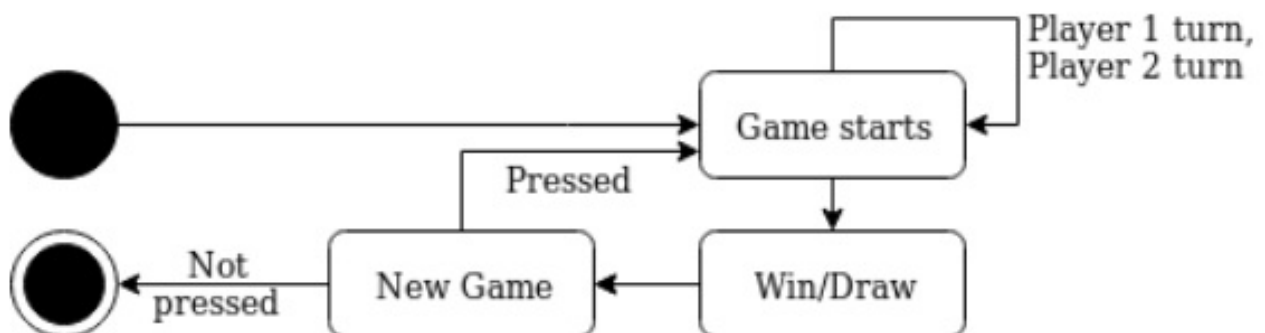 Player 1 turn,
Player 2 turn
Game starts
Pressed
Not
pressed
New Game
Win/Draw